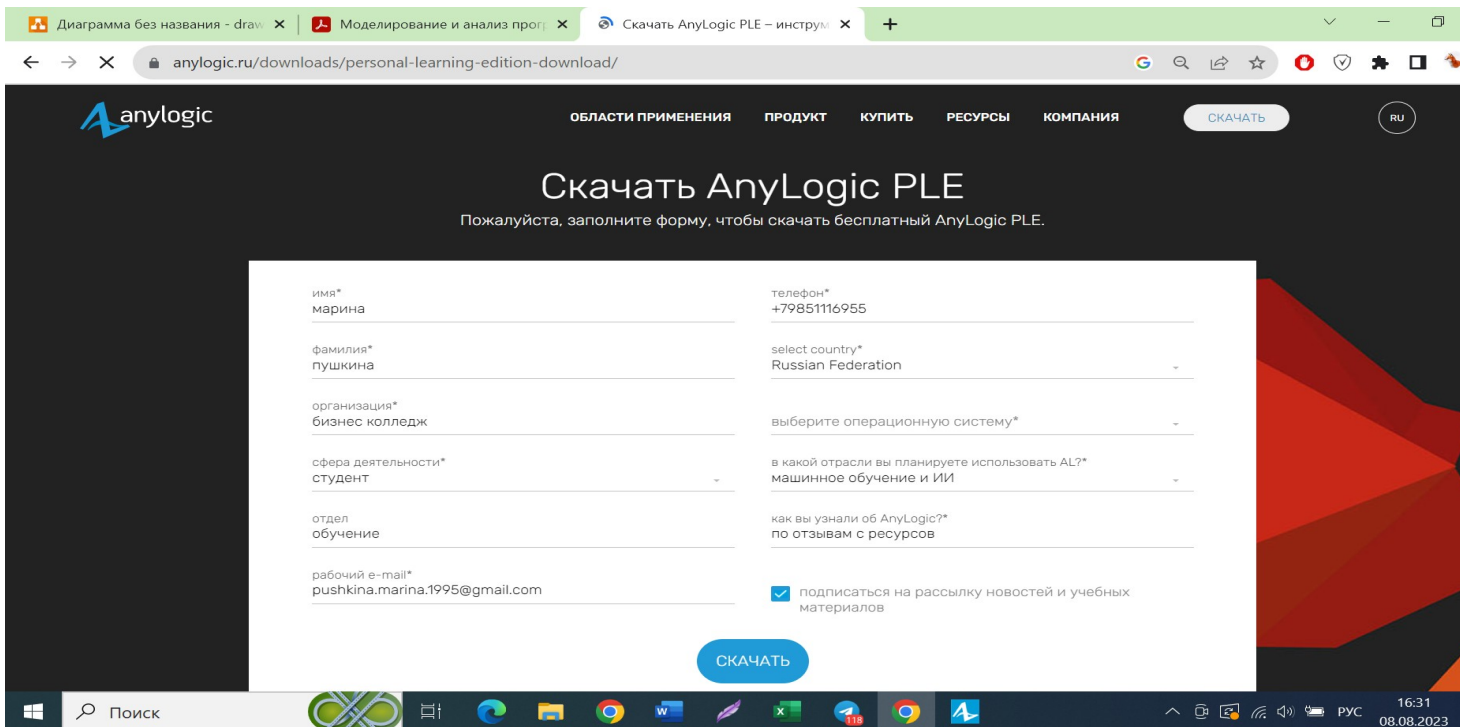 Диаграмма без названия - draw
Моделирование и анализ прогр
Скачать AnyLogic PLE – инструм
anylogic.ru/downloads/personal-learning-edition-download/
anylogic
ОБЛАСТИ ПРИМЕНЕНИЯ ПРОДУКТ КУПИТЬ РЕСУРСЫ КОМПАНИЯ СКАЧАТЬ RU
Скачать AnyLogic PLE
Пожалуйста, заполните форму, чтобы скачать бесплатный AnyLogic PLE.
имя*
марина
телефон*
+79851116955
фамилия*
пушкина
select country*
Russian Federation
организация*
бизнес колледж
выберите операционную систему*
сфера деятельности*
студент
в какой отрасли вы планируете использовать AL?*
машинное обучение и ИИ
отдел
обучение
как вы узнали об AnyLogic?*
по отзывам с ресурсов
рабочий e-mail*
pushkina.marina.1995@gmail.com
подписаться на рассылку новостей и учебных
материалов
СКАЧАТЬ
Поиск
118
РУС
16:31
08.08.2023